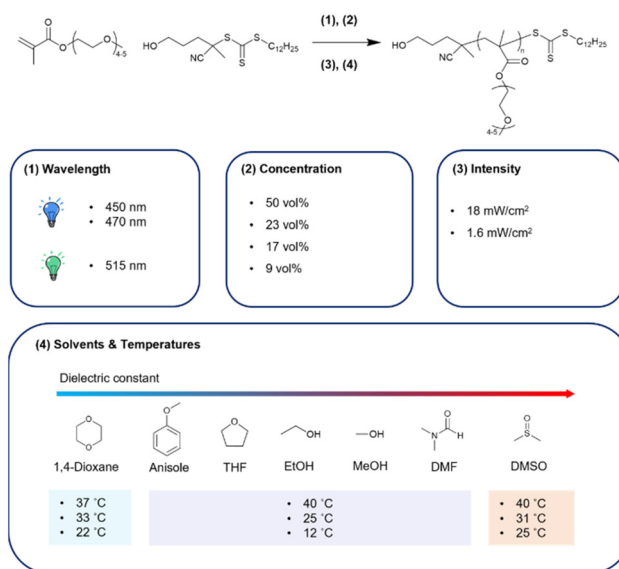 O
O
O
4-5
HO
NC
S
S
C₁₂H₂₅
S
(1), (2)
(3), (4)
HO
NC
n
S
S
C₁₂H₂₅
S
O
O
4-5
O
(1) Wavelength
• 450 nm
• 470 nm
• 515 nm
(2) Concentration
• 50 vol%
• 23 vol%
• 17 vol%
• 9 vol%
(3) Intensity
• 18 mW/cm²
• 1.6 mW/cm²
(4) Solvents & Temperatures
Dielectric constant
O
O
O
O
OH
OH
N
O
H
O
S
1,4-Dioxane Anisole THF EtOH MeOH DMF DMSO
• 37 °C
• 33 °C
• 22 °C
• 40 °C
• 25 °C
• 12 °C
• 40 °C
• 31 °C
• 25 °C